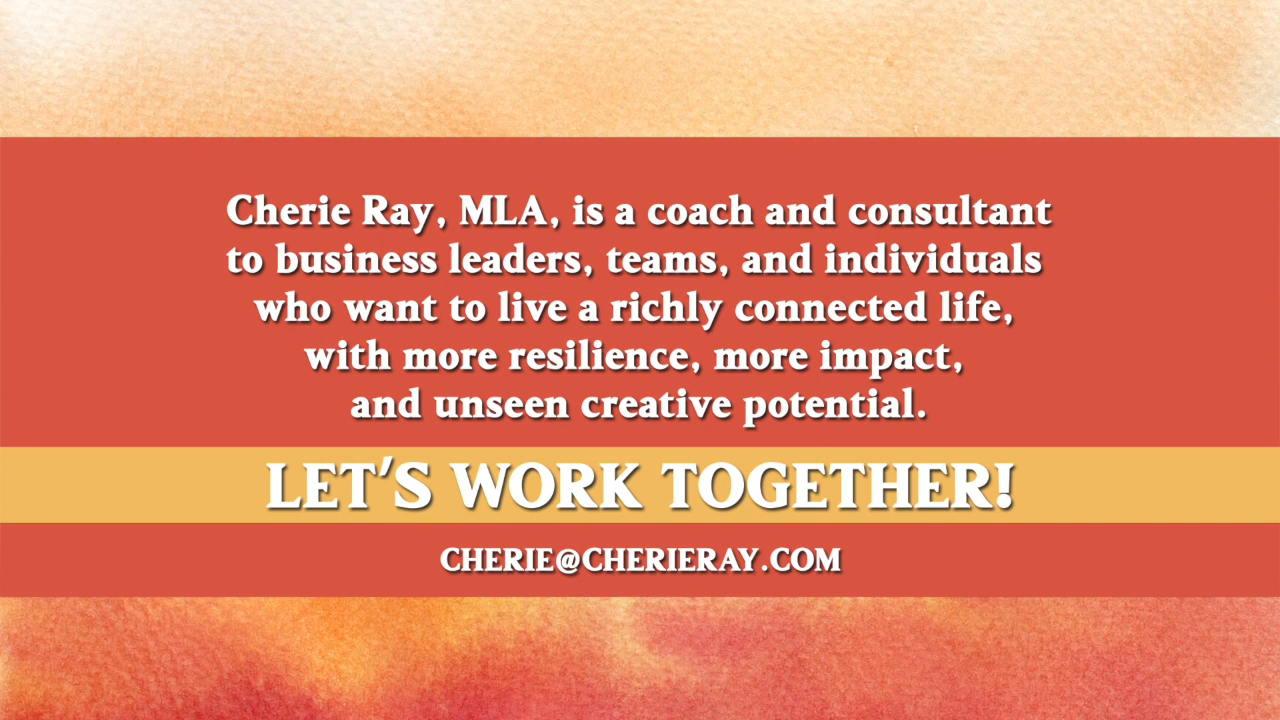 Cherie Ray, MLA, is a coach and consultant
to business leaders, teams, and individuals
who want to live a richly connected life,
with more resilience, more impact,
and unseen creative potential.
LET'S WORK TOGETHER!
CHERIE@CHERIERAY.COM